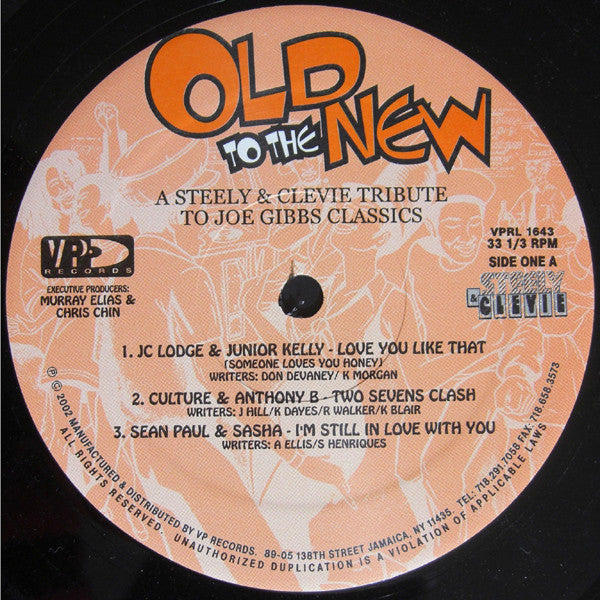 OLD
TO THE
NEW
A STEELY & CLEVIE TRIBUTE
TO JOE GIBBS CLASSICS
VPRL 1643
33 1/3 RPM
SIDE ONE A
STEELY
& CLEVIE
VP
RECORDS
EXECUTIVE PRODUCERS:
MURRAY ELIAS &
CHRIS CHIN
1. JC LODGE & JUNIOR KELLY - LOVE YOU LIKE THAT
(SOMEONE LOVES YOU HONEY)
WRITERS: DON DEVANEY/ K MORGAN
2. CULTURE & ANTHONY B - TWO SEVENS CLASH
WRITERS: J HILL/K DAYES/R WALKER/K BLAIR
3. SEAN PAUL & SASHA - I'M STILL IN LOVE WITH YOU
WRITERS: A ELLIS/S HENRIQUES
℗ © 2002 MANUFACTURED & DISTRIBUTED BY VP RECORDS. 89-05 138TH STREET JAMAICA, NY 11435. TEL: 718.291.7058 FAX: 718.658.3573
ALL RIGHTS RESERVED. UNAUTHORIZED DUPLICATION IS A VIOLATION OF APPLICABLE LAWS